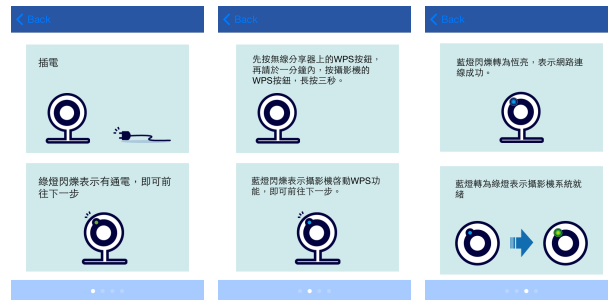 Back
插電
綠燈閃爍表示有通電，即可前
往下一步
Back
先按無線分享器上的WPS按鈕，
再請於一分鐘內，按攝影機的
WPS按鈕，長按三秒。
藍燈閃爍表示攝影機啓動WPS功
能，即可前往下一步。
Back
藍燈閃爍轉為恆亮，表示網路連
線成功。
藍燈轉為綠燈表示攝影機系統就
緒